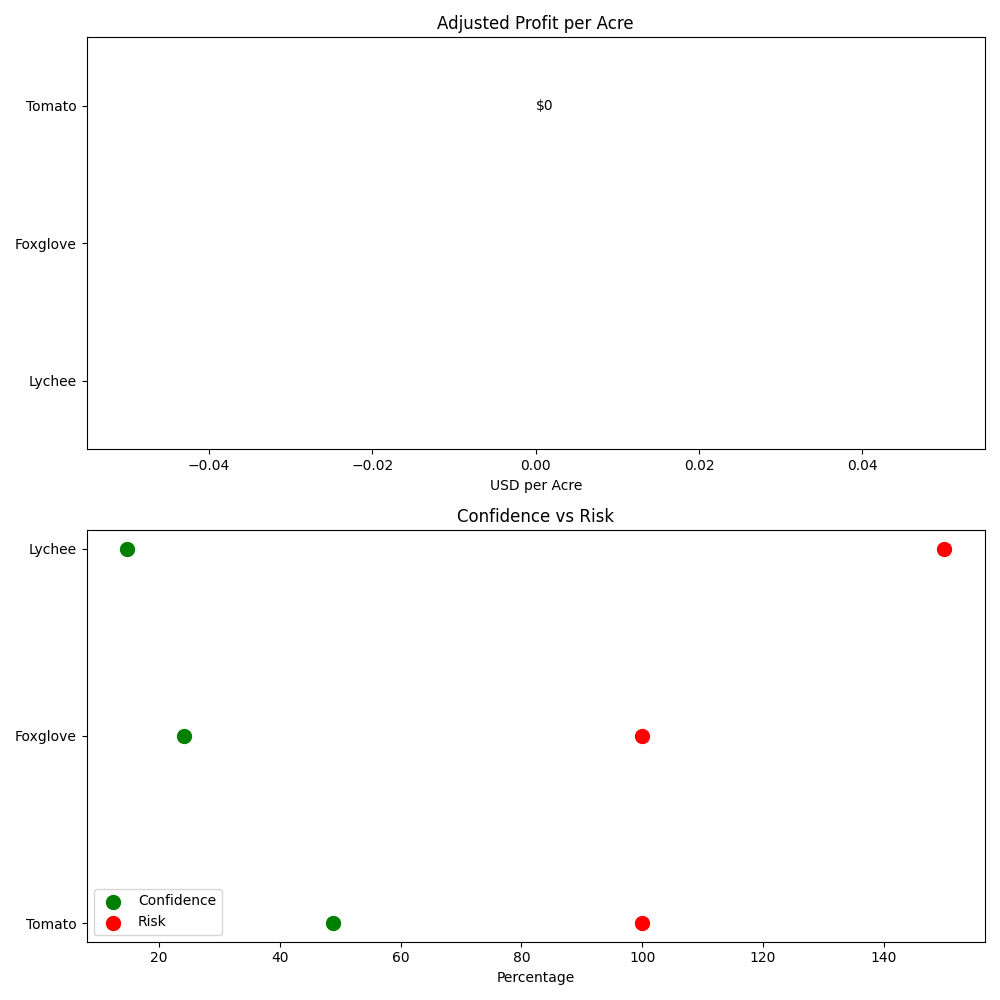 Adjusted Profit per Acre
Tomato
$0
Foxglove
Lychee
−0.04 −0.02 0.00 0.02 0.04
USD per Acre
Confidence vs Risk
Lychee
Foxglove
Confidence
Risk
Tomato
20 40 60 80 100 120 140
Percentage